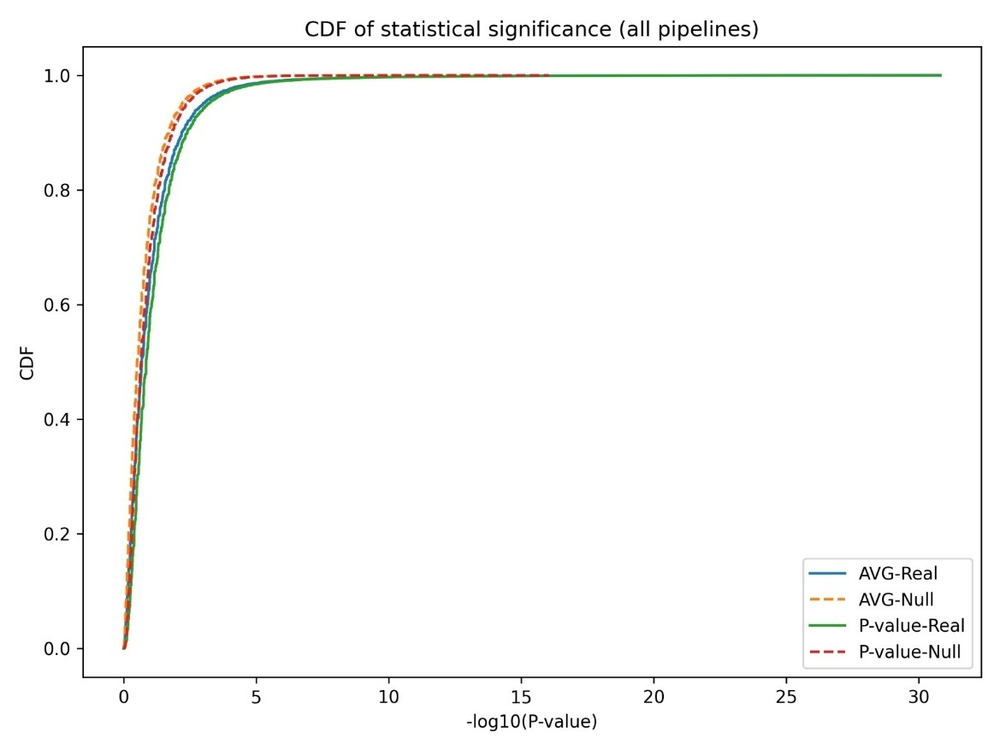 CDF of statistical significance (all pipelines)
1.0
0.8
0.6
0.4
0.2
0.0
CDF
AVG-Real
AVG-Null
P-value-Real
P-value-Null
0 5 10 15 20 25 30
-log10(P-value)